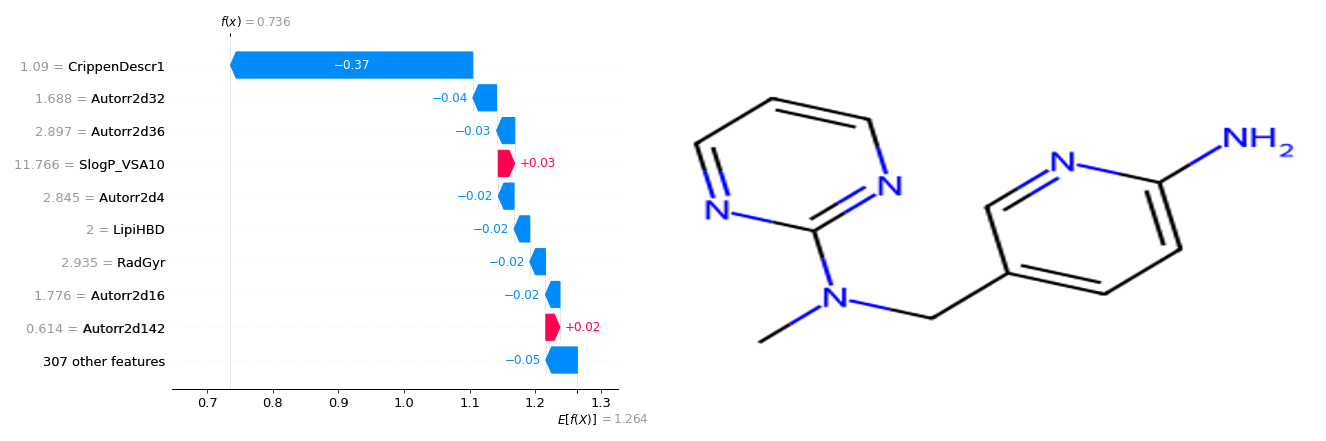 f(x) = 0.736
1.09 = CrippenDescr1
−0.37
1.688 = Autorr2d32
−0.04
2.897 = Autorr2d36
−0.03
11.766 = SlogP_VSA10
+0.03
2.845 = Autorr2d4
−0.02
2 = LipiHBD
−0.02
2.935 = RadGyr
−0.02
1.776 = Autorr2d16
−0.02
0.614 = Autorr2d142
+0.02
307 other features
−0.05
0.7 0.8 0.9 1.0 1.1 1.2 1.3
E[f(X)] = 1.264
NH2
N
N
N
N